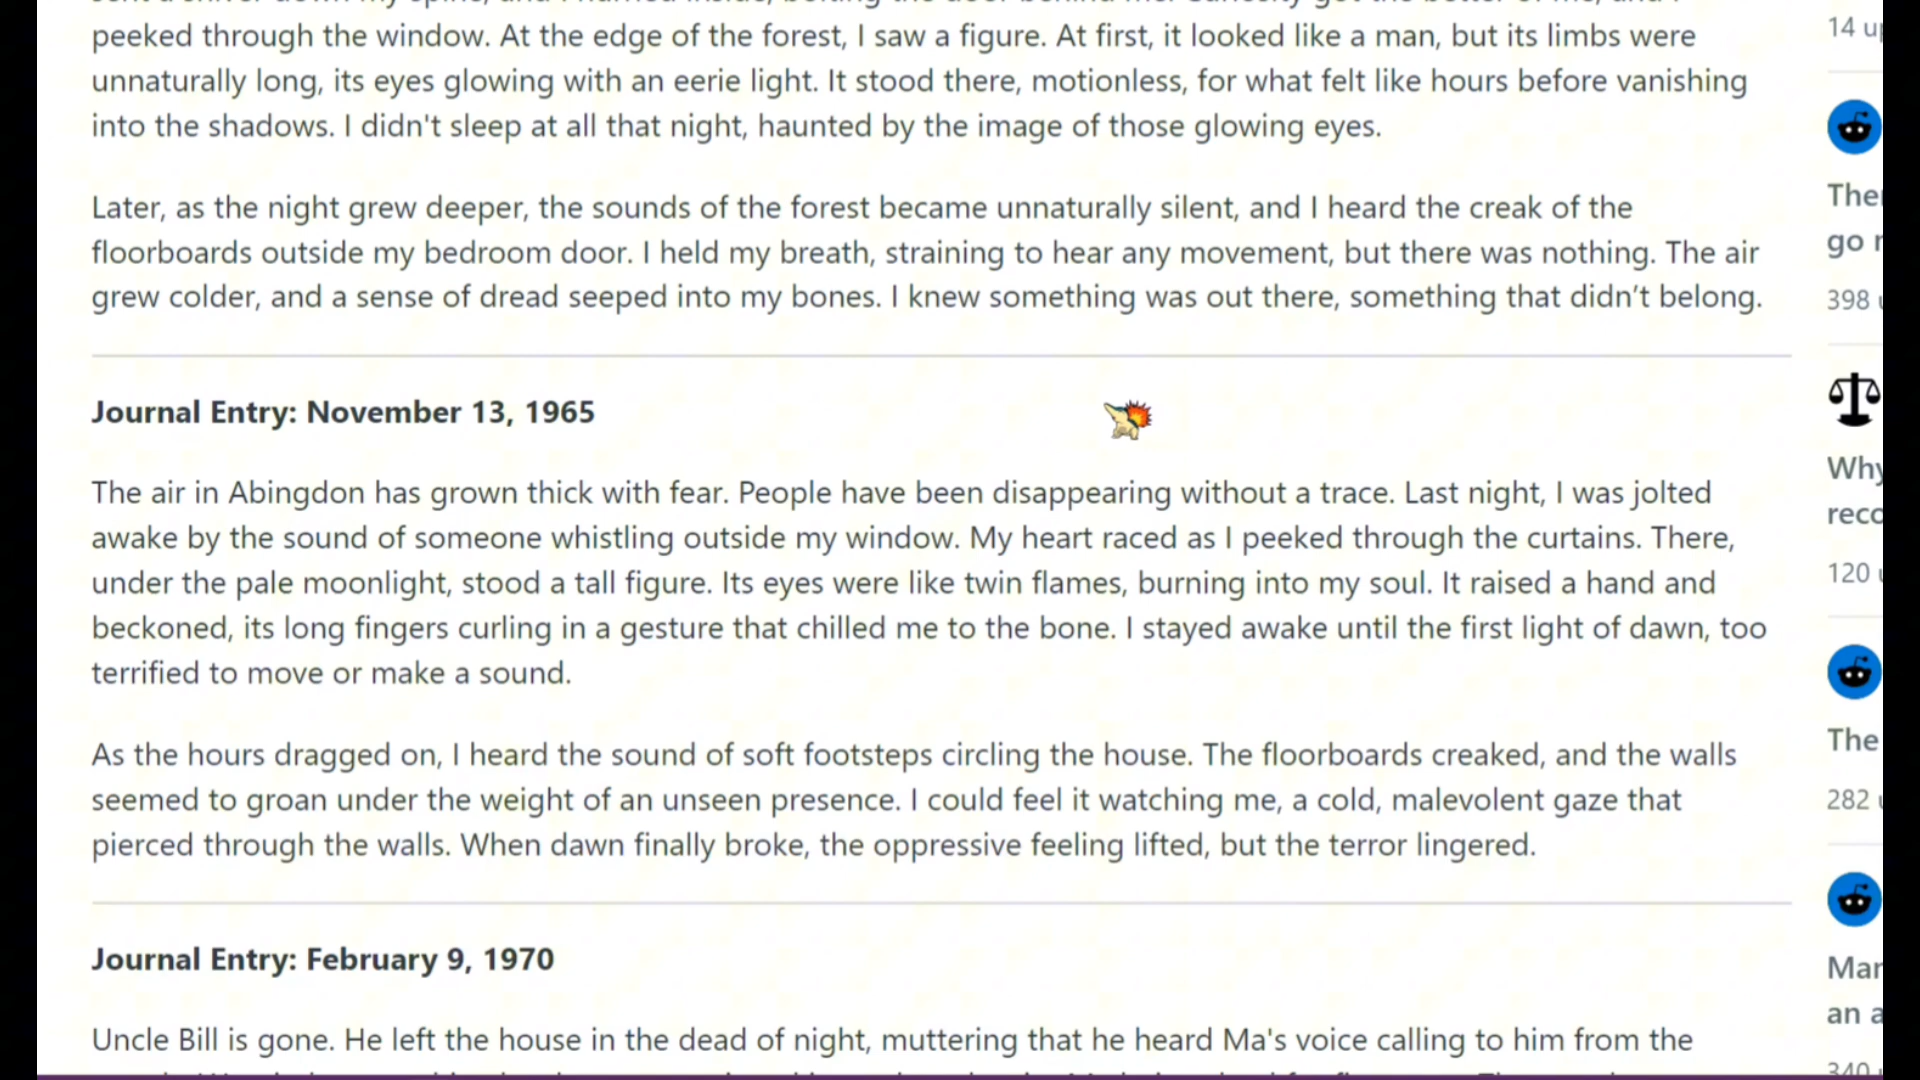 peeked through the window. At the edge of the forest, I saw a figure. At first, it looked like a man, but its limbs were
unnaturally long, its eyes glowing with an eerie light. It stood there, motionless, for what felt like hours before vanishing
into the shadows. I didn't sleep at all that night, haunted by the image of those glowing eyes.
Later, as the night grew deeper, the sounds of the forest became unnaturally silent, and I heard the creak of the
floorboards outside my bedroom door. I held my breath, straining to hear any movement, but there was nothing. The air
grew colder, and a sense of dread seeped into my bones. I knew something was out there, something that didn’t belong.
Journal Entry: November 13, 1965
The air in Abingdon has grown thick with fear. People have been disappearing without a trace. Last night, I was jolted
awake by the sound of someone whistling outside my window. My heart raced as I peeked through the curtains. There,
under the pale moonlight, stood a tall figure. Its eyes were like twin flames, burning into my soul. It raised a hand and
beckoned, its long fingers curling in a gesture that chilled me to the bone. I stayed awake until the first light of dawn, too
terrified to move or make a sound.
As the hours dragged on, I heard the sound of soft footsteps circling the house. The floorboards creaked, and the walls
seemed to groan under the weight of an unseen presence. I could feel it watching me, a cold, malevolent gaze that
pierced through the walls. When dawn finally broke, the oppressive feeling lifted, but the terror lingered.
Journal Entry: February 9, 1970
Uncle Bill is gone. He left the house in the dead of night, muttering that he heard Ma's voice calling to him from the
14
go
398
Why
120
The
282